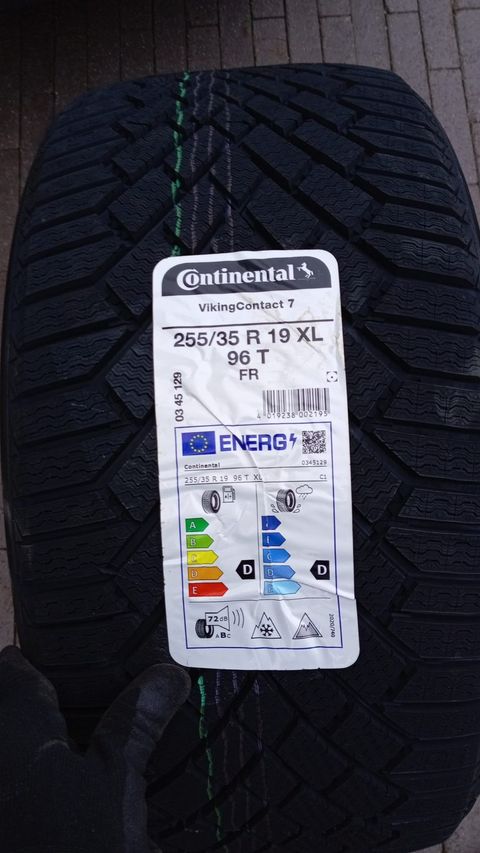 Continental
VikingContact 7
255/35 R 19 XL
96 T
FR
03 45 129
4 019238 002195
ENERG
Continental
0345129
255/35 R 19 96 T XL
C1
A
B
C
D
E
D
D
72 dB
B
2020/740